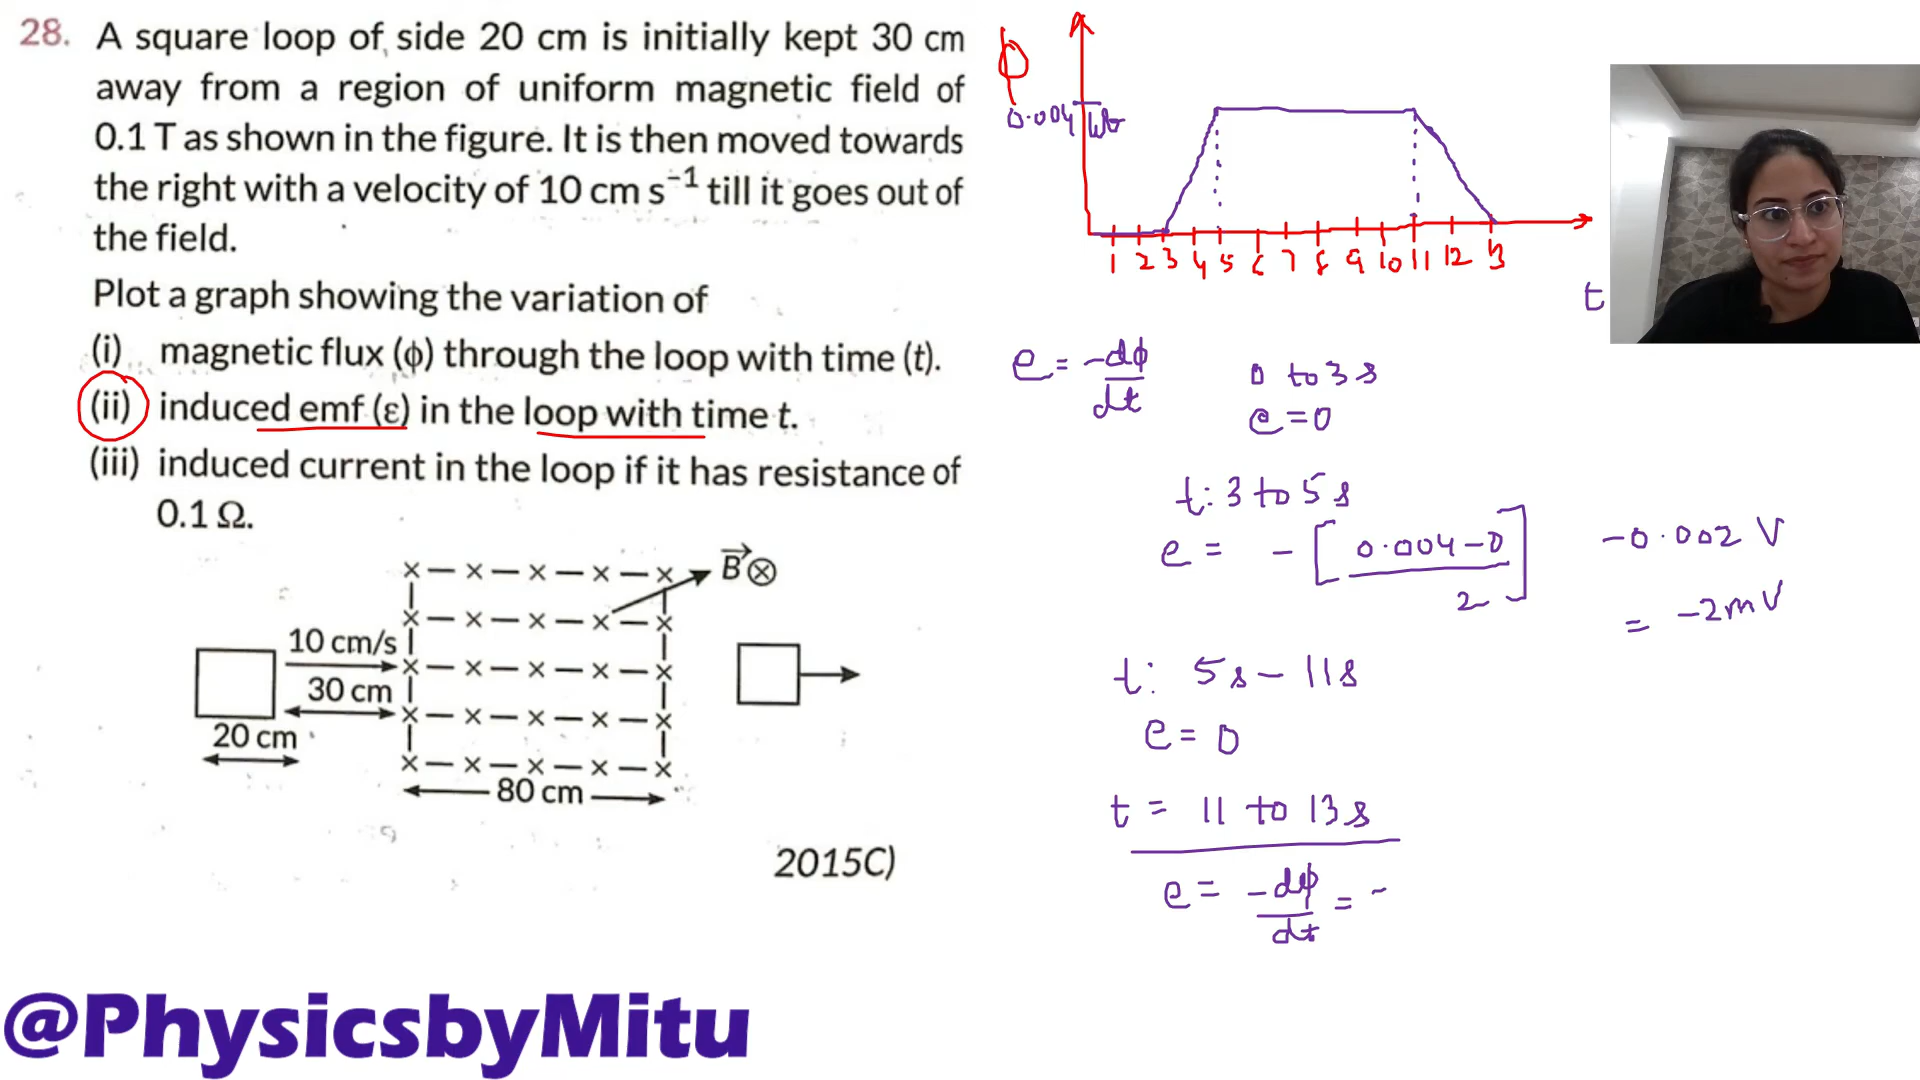 28. A square loop of side 20 cm is initially kept 30 cm
away from a region of uniform magnetic field of
0.1 T as shown in the figure. It is then moved towards
the right with a velocity of 10 cm s⁻¹ till it goes out of
the field.
Plot a graph showing the variation of
(i) magnetic flux (ϕ) through the loop with time (t).
(ii) induced emf (ε) in the loop with time t.
(iii) induced current in the loop if it has resistance of
0.1 Ω.
B⃗ ⊗
10 cm/s
30 cm
20 cm
80 cm
2015C)
ϕ
0.004 Wb
1 2 3 4 5 6 7 8 9 10 11 12 13
t
e = -dϕ/dt
0 to 3 s
e = 0
t: 3 to 5 s
e = - [0.004 - 0 / 2]
-0.002 V
= -2mV
t: 5s - 11s
e = 0
t = 11 to 13 s
e = -dϕ/dt = -
@PhysicsbyMitu